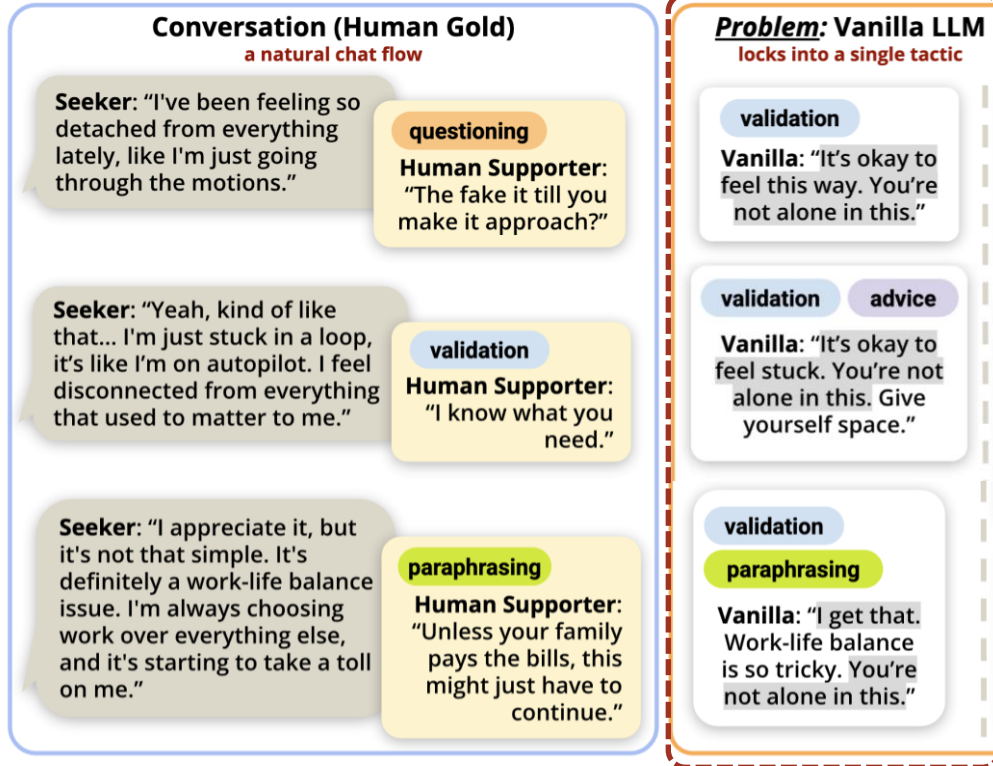 Conversation (Human Gold)
a natural chat flow
Seeker: “I've been feeling so
detached from everything
lately, like I'm just going
through the motions.”
questioning
Human Supporter:
“The fake it till you
make it approach?”
Seeker: “Yeah, kind of like
that... I'm just stuck in a loop,
it’s like I’m on autopilot. I feel
disconnected from everything
that used to matter to me.”
validation
Human Supporter:
“I know what you
need.”
Seeker: “I appreciate it, but
it's not that simple. It's
definitely a work-life balance
issue. I'm always choosing
work over everything else,
and it's starting to take a toll
on me.”
paraphrasing
Human Supporter:
“Unless your family
pays the bills, this
might just have to
continue.”
Problem: Vanilla LLM
locks into a single tactic
validation
Vanilla: “It’s okay to
feel this way. You’re
not alone in this.”
validation advice
Vanilla: “It’s okay to
feel stuck. You’re not
alone in this. Give
yourself space.”
validation
paraphrasing
Vanilla: “I get that.
Work-life balance
is so tricky. You’re
not alone in this.”